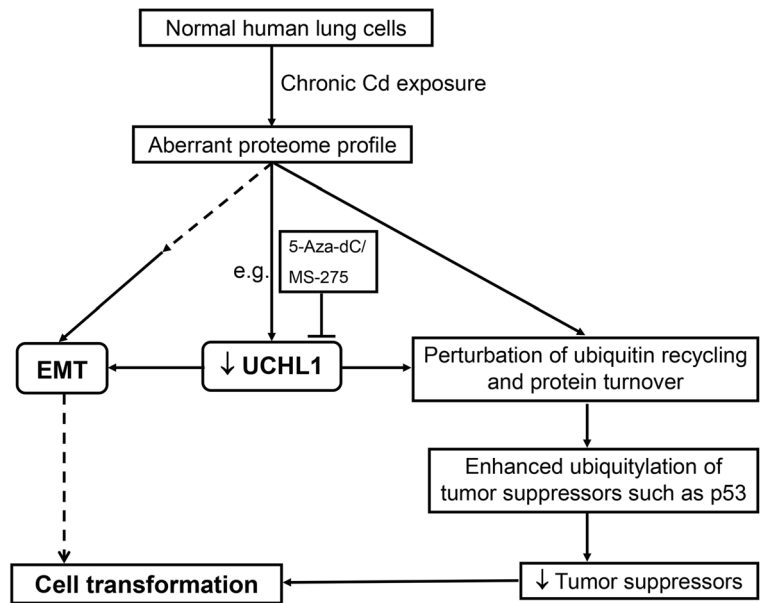 Normal human lung cells
Chronic Cd exposure
Aberrant proteome profile
5-Aza-dC/
MS-275
e.g.
EMT
↓ UCHL1
Perturbation of ubiquitin recycling
and protein turnover
Enhanced ubiquitylation of
tumor suppressors such as p53
Cell transformation
↓ Tumor suppressors